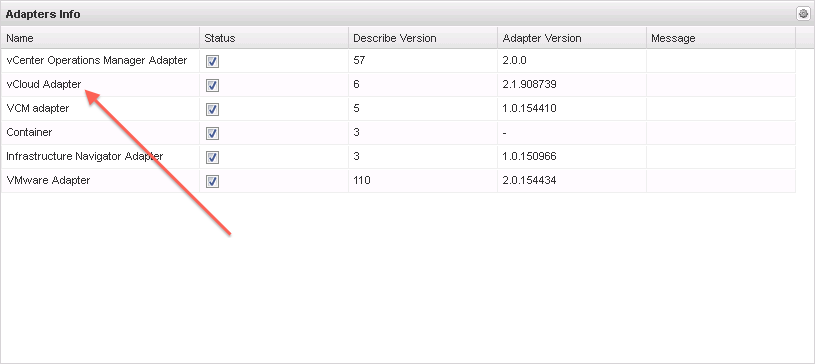 Adapters Info
Name Status Describe Version Adapter Version Message
vCenter Operations Manager Adapter 57 2.0.0
vCloud Adapter 6 2.1.908739
VCM adapter 5 1.0.154410
Container 3 -
Infrastructure Navigator Adapter 3 1.0.150966
VMware Adapter 110 2.0.154434